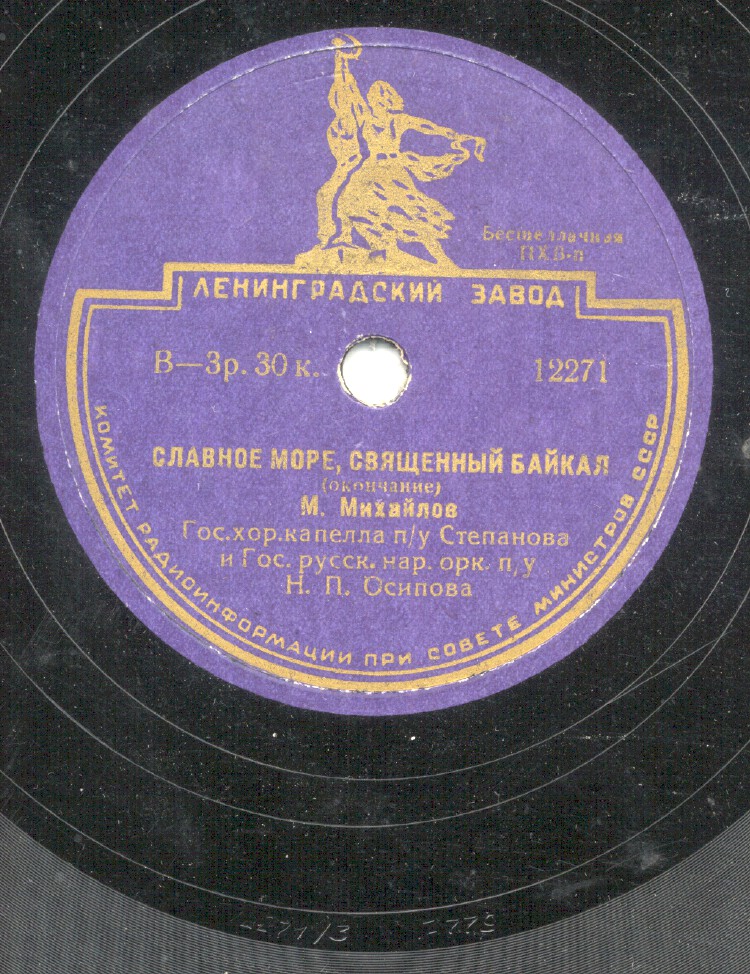 Бесшеллачная
ПХВ-п
ЛЕНИНГРАДСКИЙ ЗАВОД
В—3р. 30 к.
12271
СЛАВНОЕ МОРЕ, СВЯЩЕННЫЙ БАЙКАЛ
(окончание)
М. Михайлов
Гос.хор.капелла п/у Степанова
и Гос. русск. нар. орк. п/у
Н. П. Осипова
КОМИТЕТ РАДИОИНФОРМАЦИИ ПРИ СОВЕТЕ МИНИСТРОВ СССР